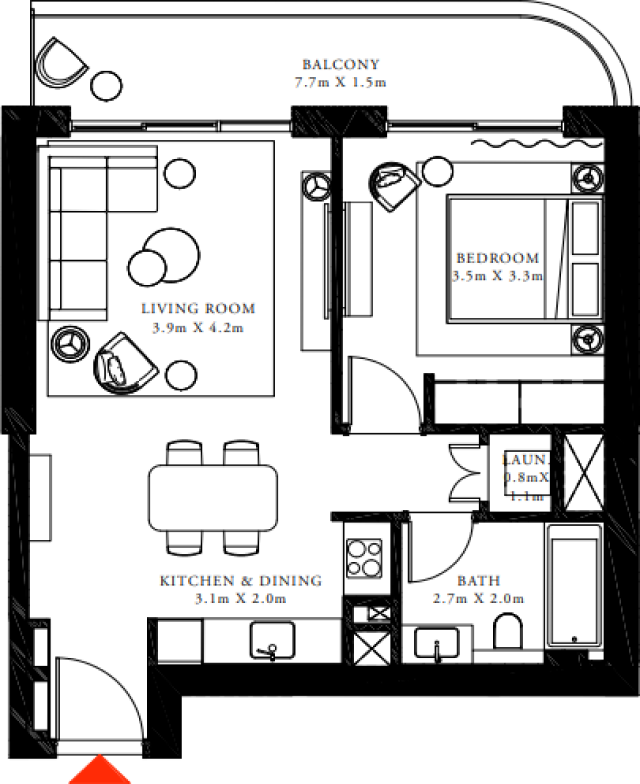 BALCONY
7.7m X 1.5m
BEDROOM
3.5m X 3.3m
LIVING ROOM
3.9m X 4.2m
LAUN.
0.8mX
1.1m
KITCHEN & DINING
3.1m X 2.0m
BATH
2.7m X 2.0m